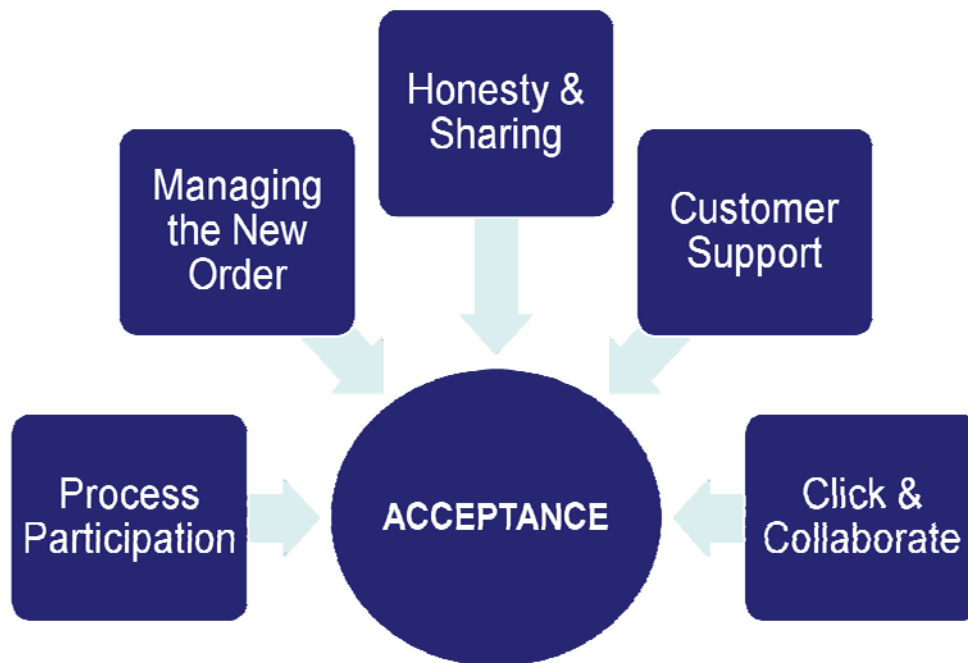 Honesty &
Sharing
Managing
the New
Order
Customer
Support
Process
Participation
ACCEPTANCE
Click &
Collaborate